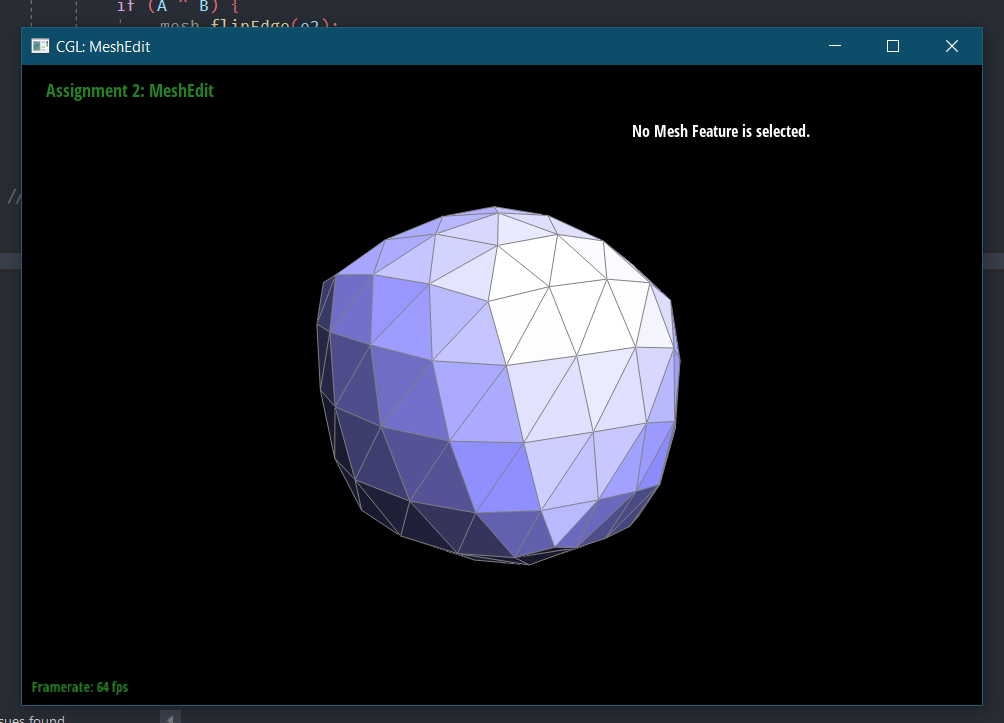 if (A ^ B) {
mesh.flipEdge(e2);
CGL: MeshEdit
Assignment 2: MeshEdit
No Mesh Feature is selected.
//
Framerate: 64 fps
sues found